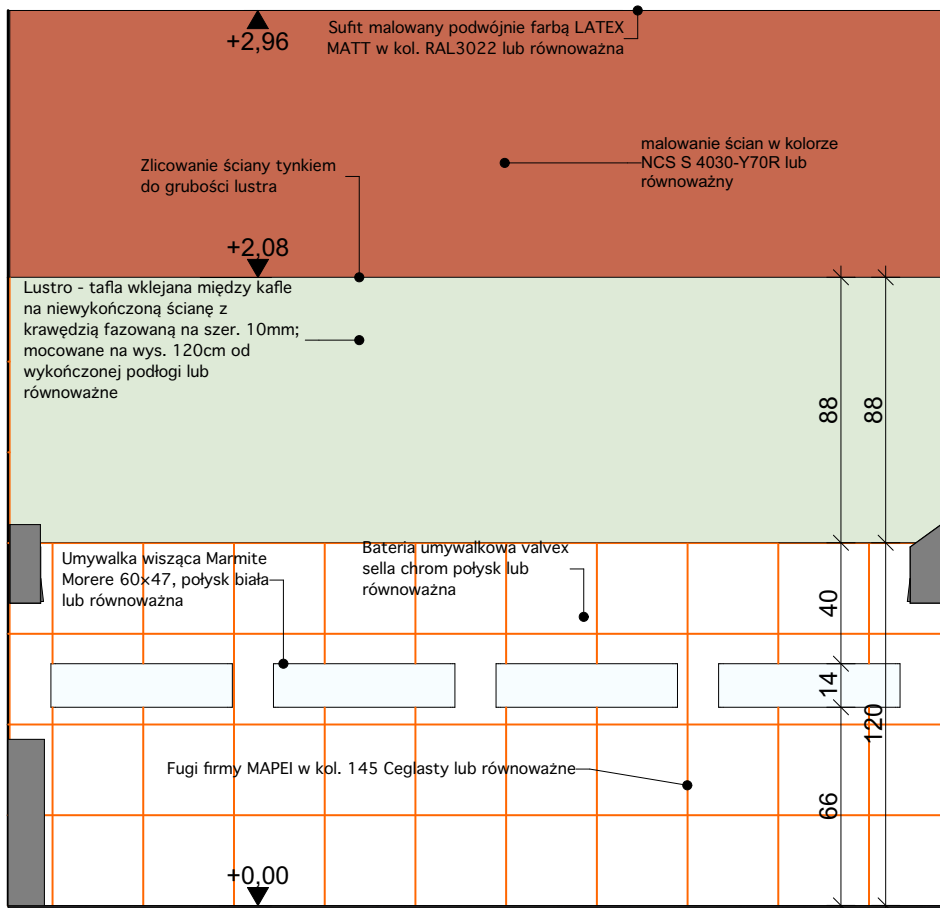 +2,96
Sufit malowany podwójnie farbą LATEX
MATT w kol. RAL3022 lub równoważna
malowanie ścian w kolorze
NCS S 4030-Y70R lub
równoważny
Zlicowanie ściany tynkiem
do grubości lustra
+2,08
Lustro - tafla wklejana między kafle
na niewykończoną ścianę z
krawędzią fazowaną na szer. 10mm;
mocowane na wys. 120cm od
wykończonej podłogi lub
równoważne
88
88
Umywalka wisząca Marmite
Morere 60×47, połysk biała
lub równoważna
Bateria umywalkowa valvex
sella chrom połysk lub
równoważna
40
14
120
Fugi firmy MAPEI w kol. 145 Ceglasty lub równoważne
66
+0,00